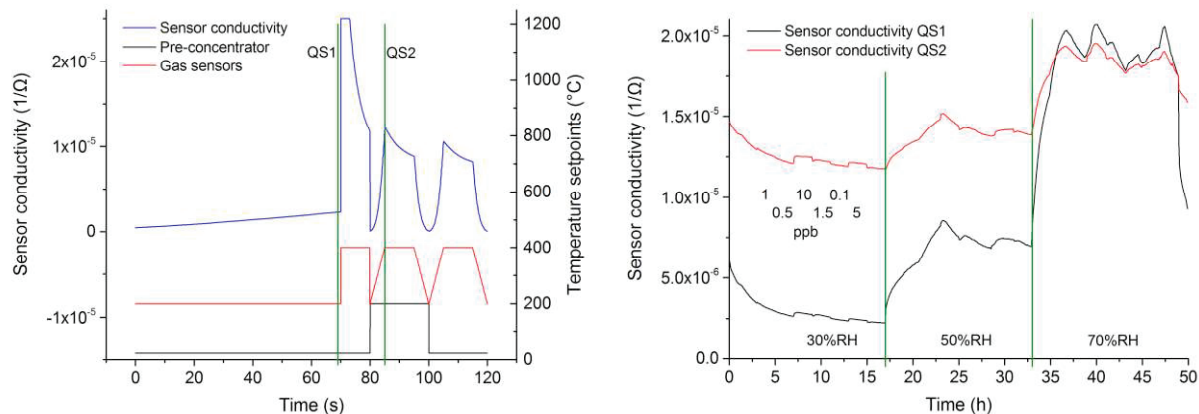 Sensor conductivity
Pre-concentrator
Gas sensors
QS1
QS2
2x10⁻⁵
1x10⁻⁵
0
-1x10⁻⁵
Sensor conductivity (1/Ω)
1200
1000
800
600
400
200
0
Temperature setpoints (°C)
0 20 40 60 80 100 120
Time (s)
Sensor conductivity QS1
Sensor conductivity QS2
2.0x10⁻⁵
1.5x10⁻⁵
1.0x10⁻⁵
5.0x10⁻⁶
0.0
Sensor conductivity (1/Ω)
1 10 0.1
0.5 1.5 5
ppb
30%RH 50%RH 70%RH
0 5 10 15 20 25 30 35 40 45 50
Time (h)